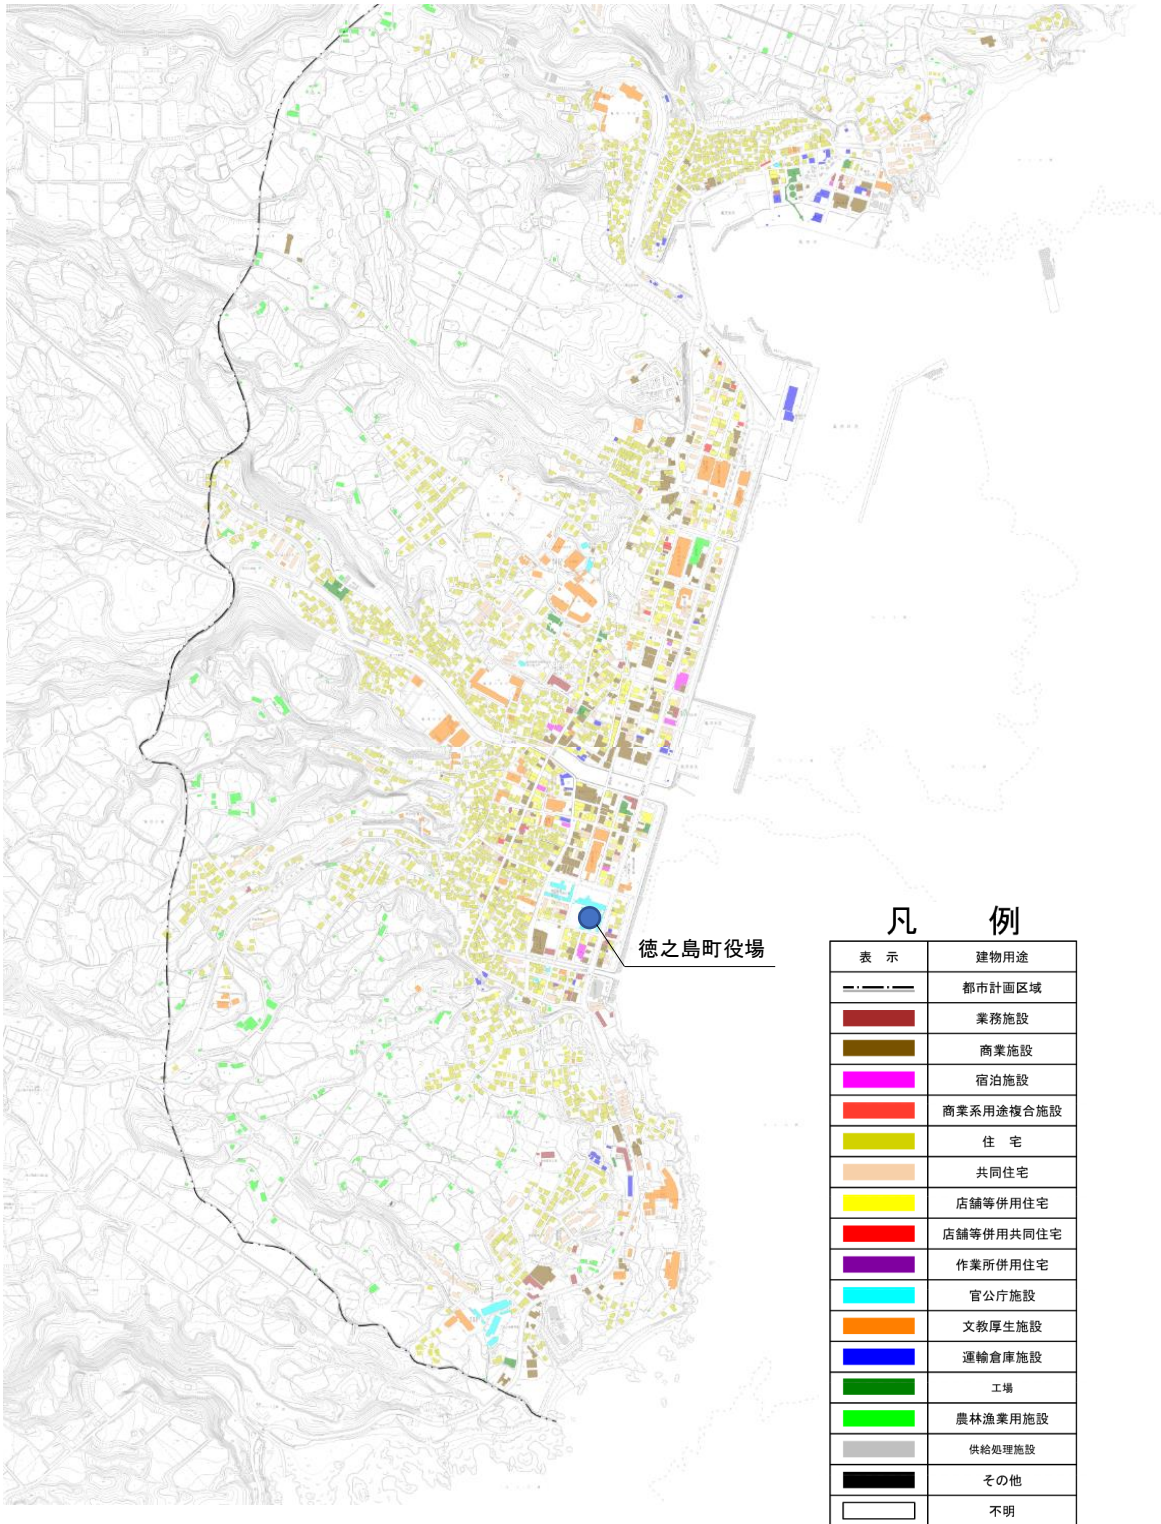 徳之島町役場
凡 例
表 示 建物用途
都市計画区域
業務施設
商業施設
宿泊施設
商業系用途複合施設
住 宅
共同住宅
店舗等併用住宅
店舗等併用共同住宅
作業所併用住宅
官公庁施設
文教厚生施設
運輸倉庫施設
工場
農林漁業用施設
供給処理施設
その他
不明